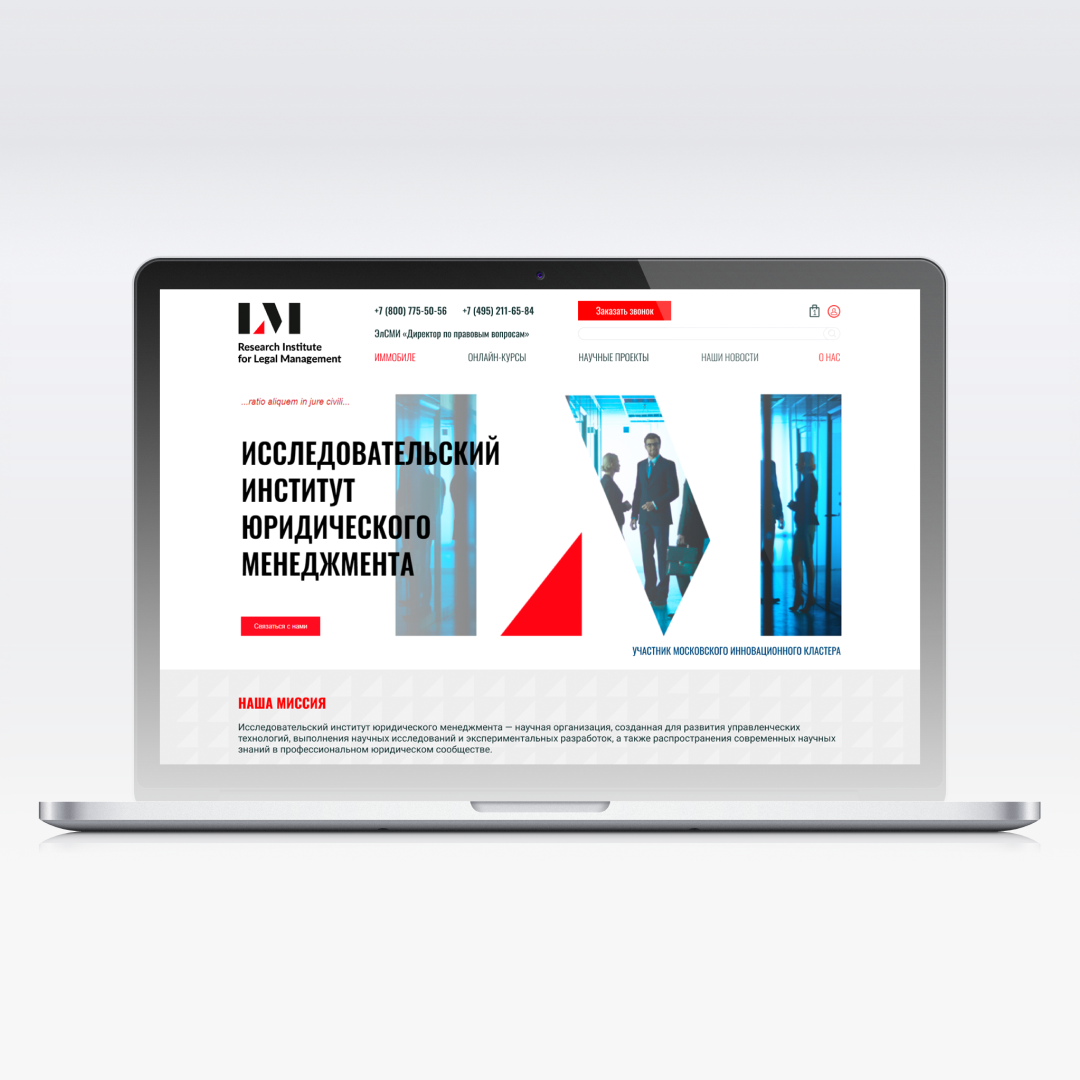 LM
Research Institute
for Legal Management
+7 (800) 775-50-56 +7 (495) 211-65-84
Заказать звонок
ЭлСМИ «Директор по правовым вопросам»
ИММОБИЛЕ ОНЛАЙН-КУРСЫ НАУЧНЫЕ ПРОЕКТЫ НАШИ НОВОСТИ О НАС
...ratio aliquem in jure civili...
ИССЛЕДОВАТЕЛЬСКИЙ
ИНСТИТУТ
ЮРИДИЧЕСКОГО
МЕНЕДЖМЕНТА
Связаться с нами
УЧАСТНИК МОСКОВСКОГО ИННОВАЦИОННОГО КЛАСТЕРА
НАША МИССИЯ
Исследовательский институт юридического менеджмента — научная организация, созданная для развития управленческих
технологий, выполнения научных исследований и экспериментальных разработок, а также распространения современных научных
знаний в профессиональном юридическом сообществе.